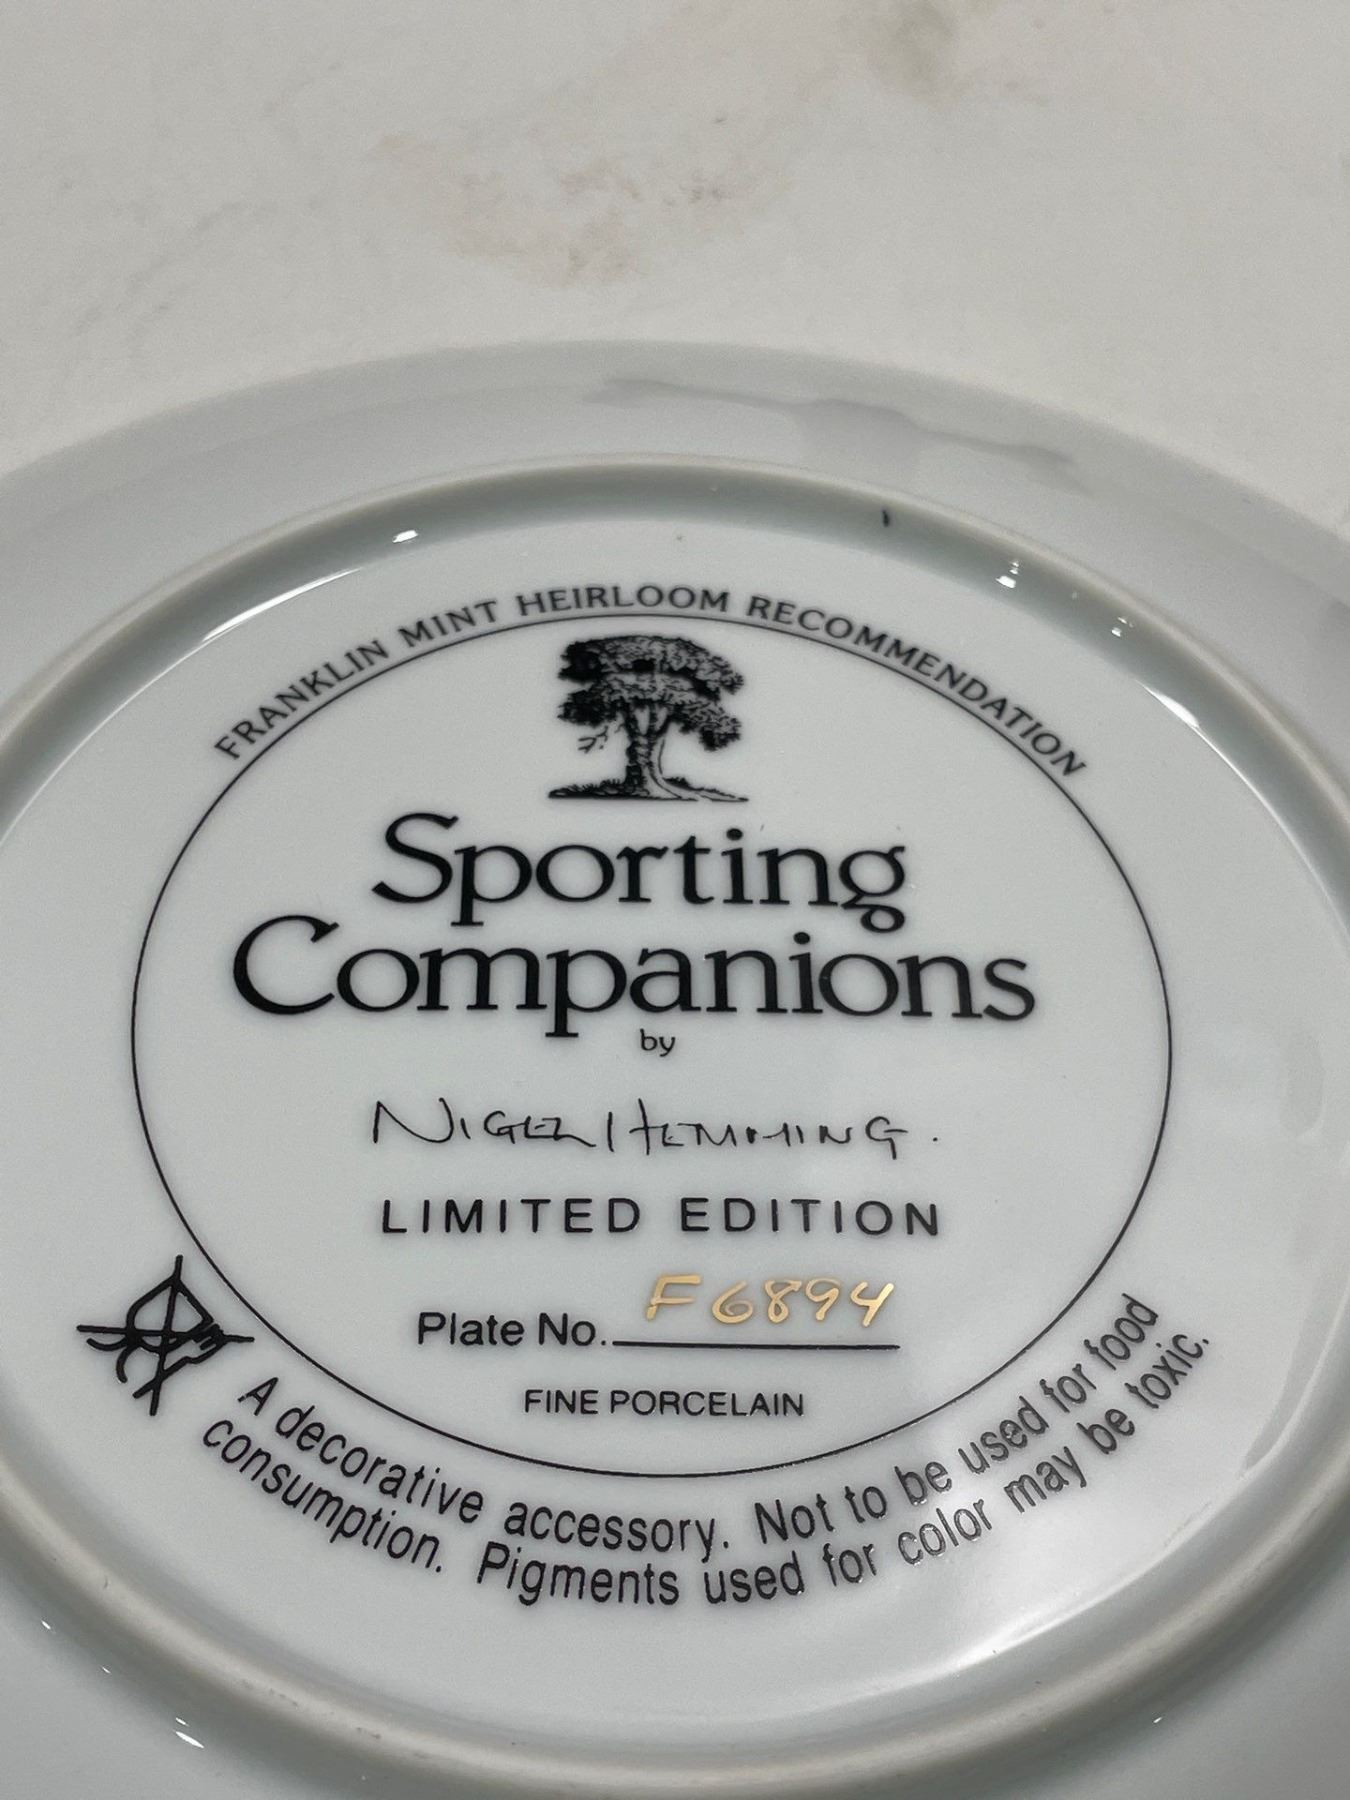 FRANKLIN MINT HEIRLOOM RECOMMENDATION
Sporting
Companions
by
NIGEL HEMMING.
LIMITED EDITION
Plate No. F6894
FINE PORCELAIN
A decorative accessory. Not to be used for food
consumption. Pigments used for color may be toxic.